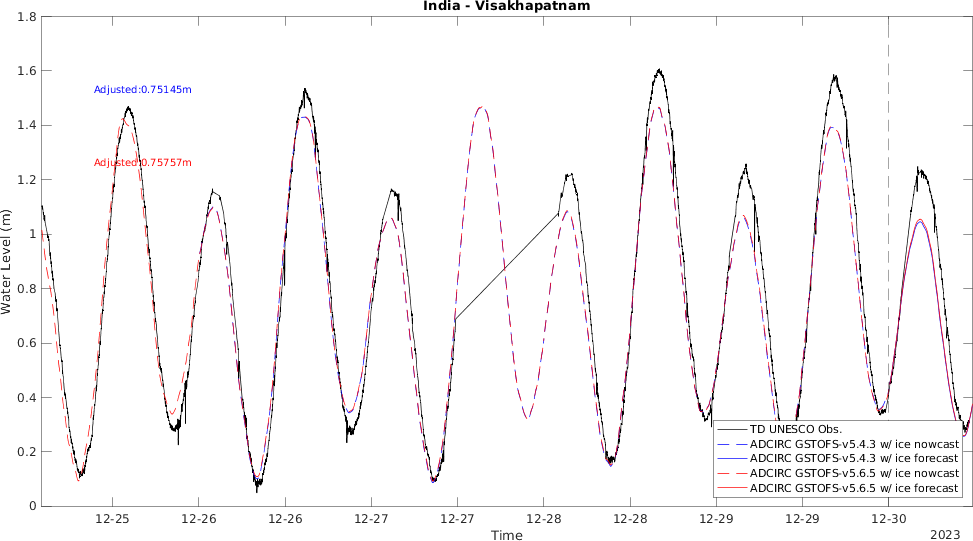 India - Visakhapatnam
Water Level (m)
1.8
1.6
1.4
1.2
1
0.8
0.6
0.4
0.2
0
Adjusted:0.75145m
Adjusted:0.75757m
TD UNESCO Obs.
ADCIRC GSTOFS-v5.4.3 w/ ice nowcast
ADCIRC GSTOFS-v5.4.3 w/ ice forecast
ADCIRC GSTOFS-v5.6.5 w/ ice nowcast
ADCIRC GSTOFS-v5.6.5 w/ ice forecast
12-25 12-26 12-26 12-27 12-27 12-28 12-28 12-29 12-29 12-30
Time
2023